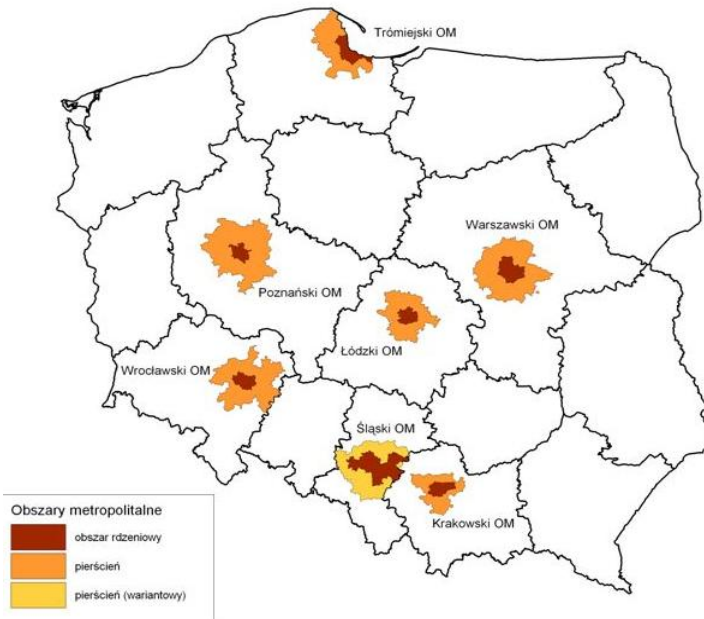 Trómiejski OM
Warszawski OM
Poznański OM
Łódzki OM
Wrocławski OM
Śląski OM
Krakowski OM
Obszary metropolitalne
obszar rdzeniowy
pierścień
pierścień (wariantowy)